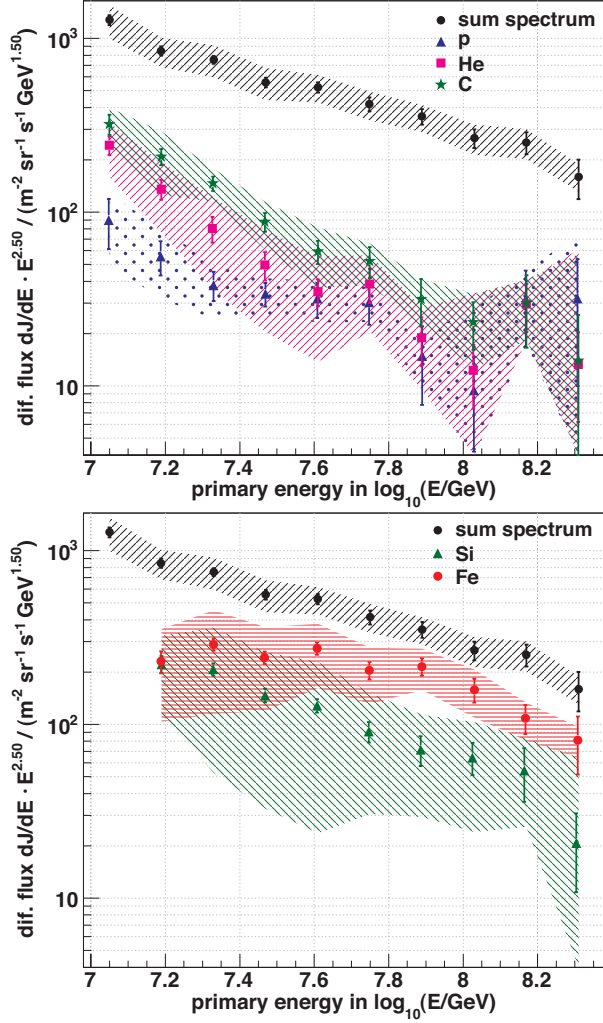 sum spectrum
p
He
C
10³
10²
10
dif. flux dJ/dE · E^2.50 / (m^-2 sr^-1 s^-1 GeV^1.50)
7 7.2 7.4 7.6 7.8 8 8.2
primary energy in log₁₀(E/GeV)
sum spectrum
Si
Fe
10³
10²
10
dif. flux dJ/dE · E^2.50 / (m^-2 sr^-1 s^-1 GeV^1.50)
7 7.2 7.4 7.6 7.8 8 8.2
primary energy in log₁₀(E/GeV)